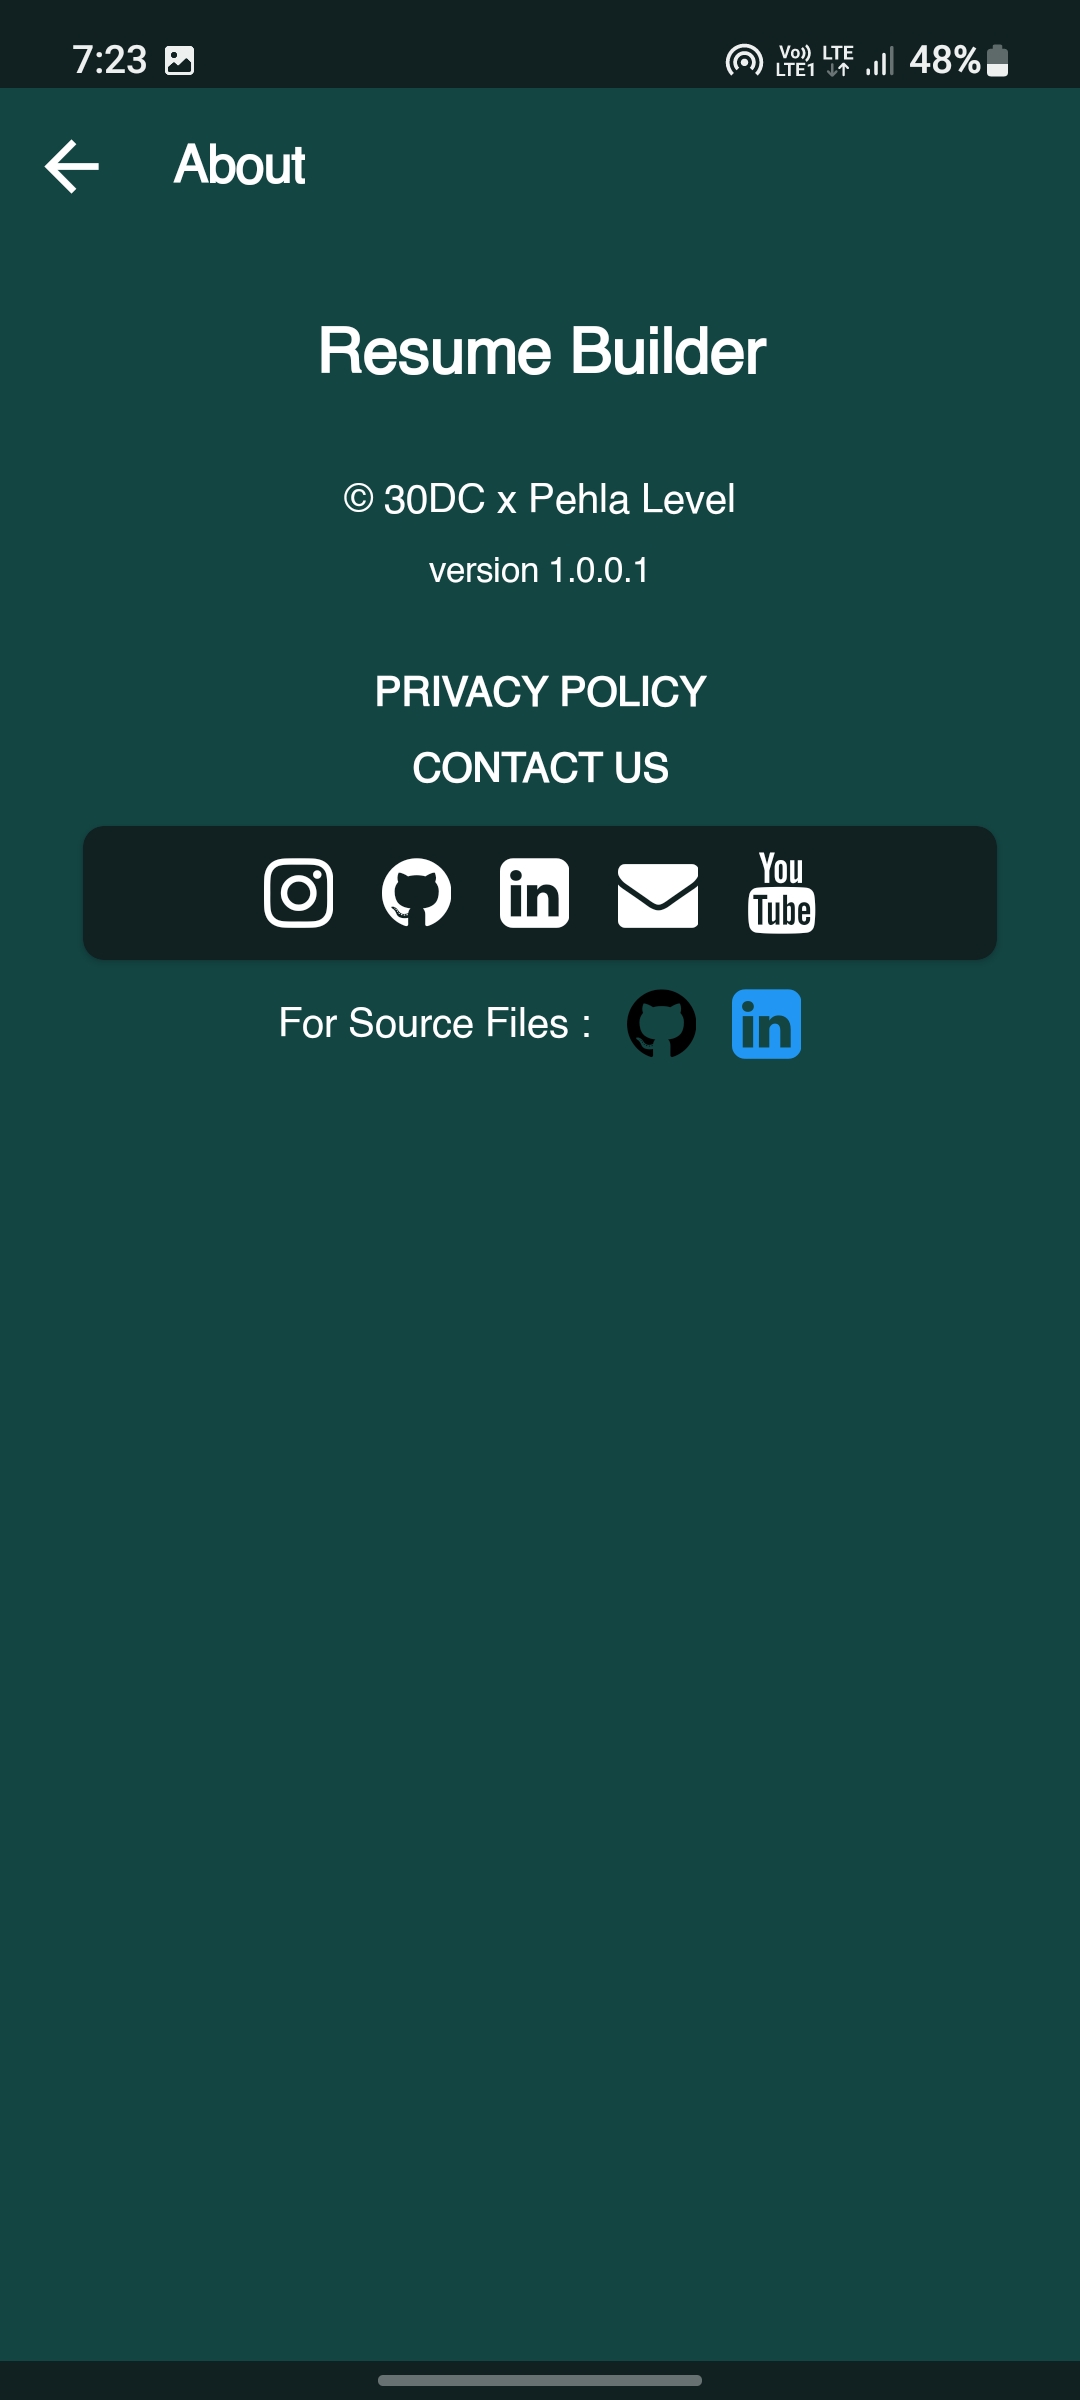 7:23 Vo)) LTE1 LTE 48%
About
Resume Builder
© 30DC x Pehla Level
version 1.0.0.1
PRIVACY POLICY
CONTACT US
in You Tube
For Source Files : in